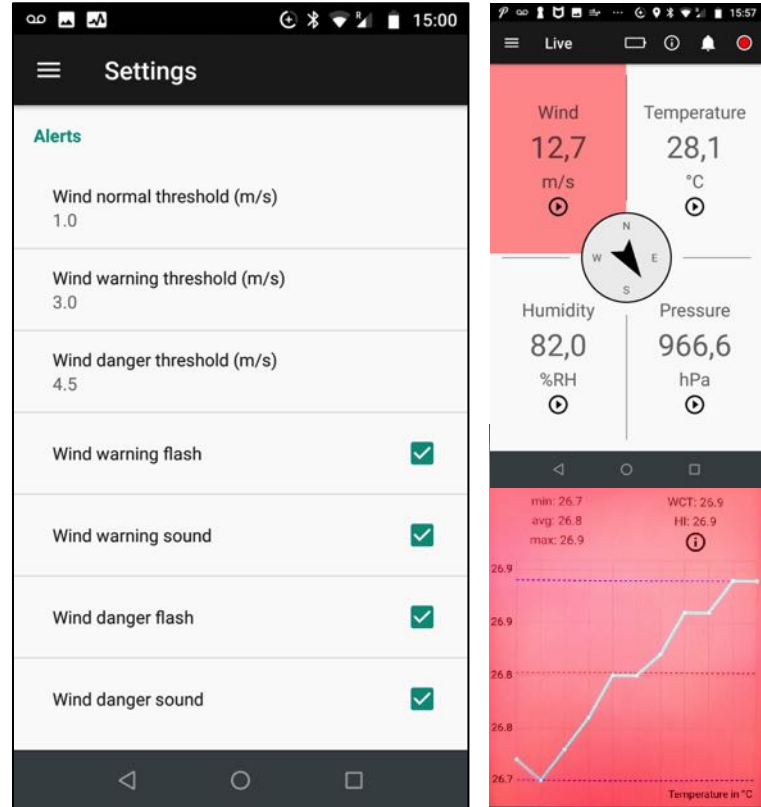 15:00
Settings
Alerts
Wind normal threshold (m/s)
1.0
Wind warning threshold (m/s)
3.0
Wind danger threshold (m/s)
4.5
Wind warning flash
Wind warning sound
Wind danger flash
Wind danger sound
15:57
Live
Wind
12,7
m/s
Temperature
28,1
°C
N
W E
S
Humidity
82,0
%RH
Pressure
966,6
hPa
min: 26.7
avg: 26.8
max: 26.9
WCT: 26.9
HI: 26.9
26.9
26.9
26.8
26.8
26.7
Temperature in °C